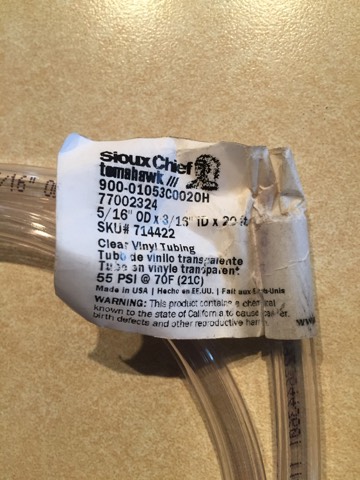 Sioux Chief
tomahawk ///
900-01053C0020H
77002324
5/16" OD x 3/16" ID x 20 ft
SKU# 714422
Clear Vinyl Tubing
Tubo de vinilo transparente
Tube en vinyle transparent
55 PSI @ 70F (21C)
Made in USA | Hecho en EE.UU. | Fait aux États-Unis
WARNING: This product contains a chemical
known to the state of California to cause cancer,
birth defects and other reproductive harm
/16" O